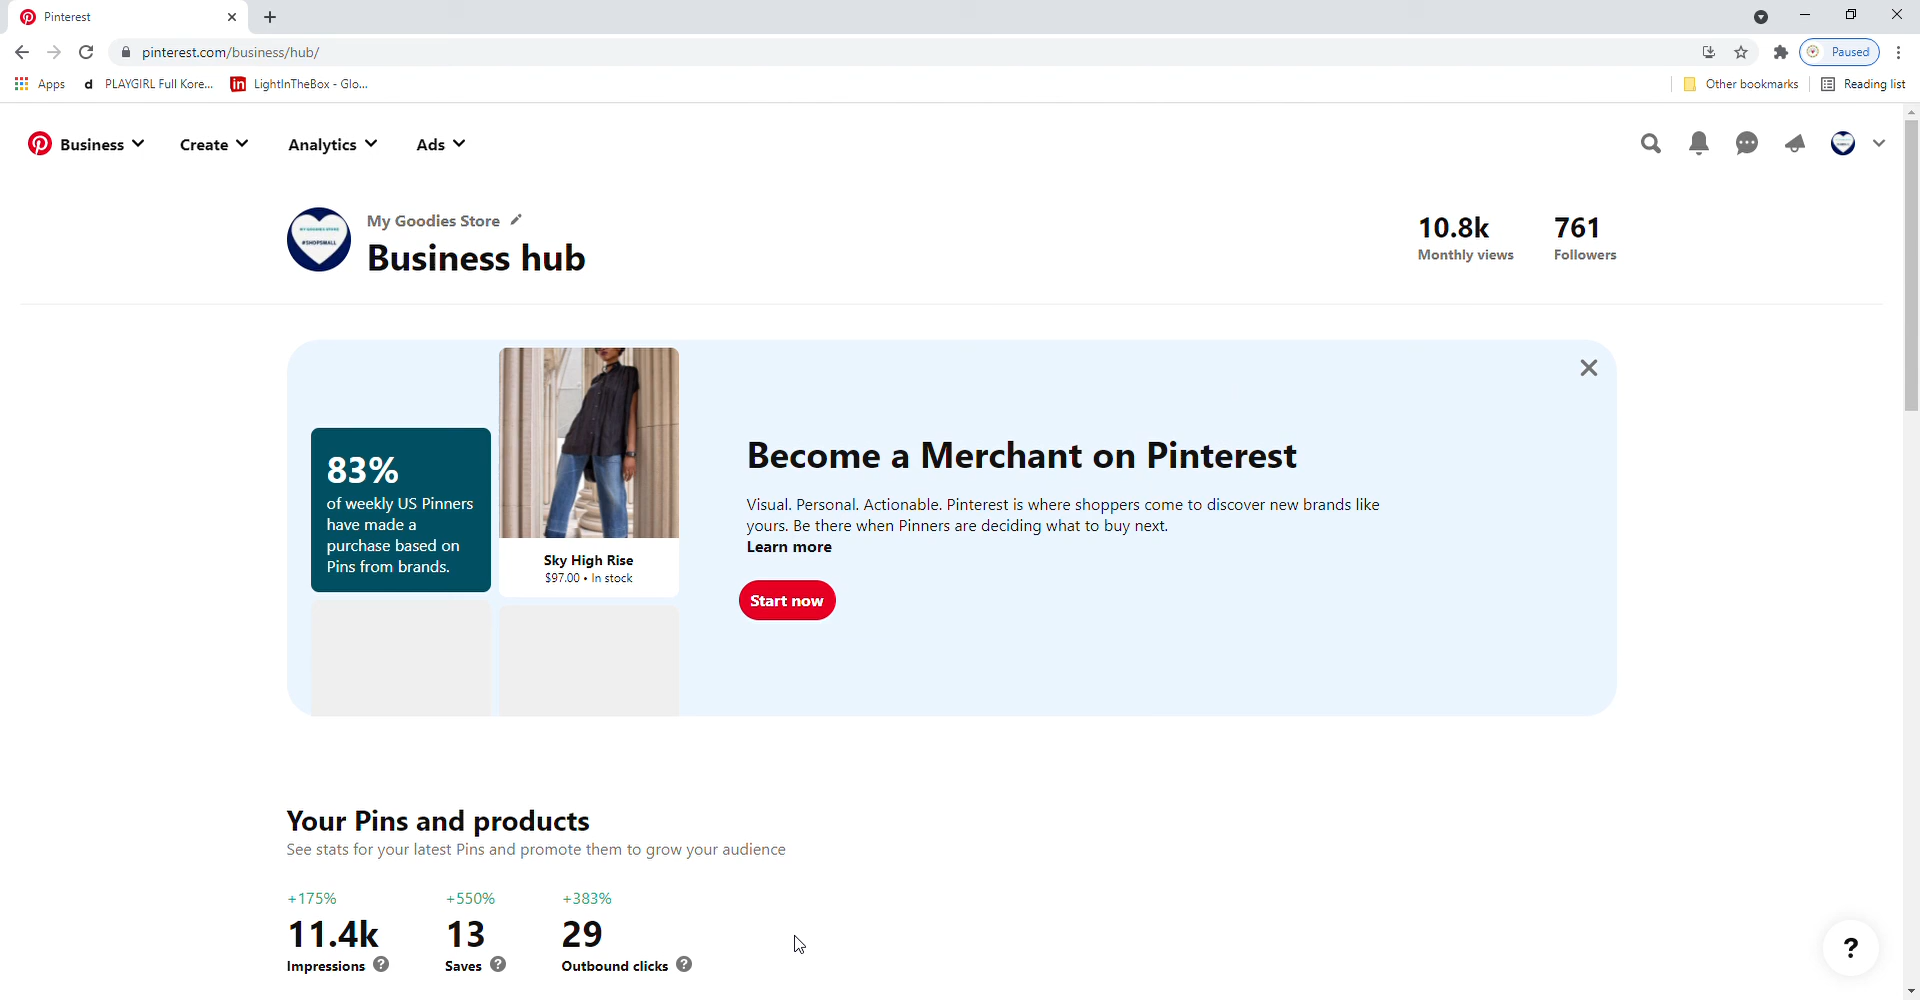 Pinterest
pinterest.com/business/hub/
Paused
Apps
d PLAYGIRL Full Kore...
in LightInTheBox - Glo...
Other bookmarks
Reading list
Business
Create
Analytics
Ads
MY GOODIES STORE
#SHOPSMALL
My Goodies Store
Business hub
10.8k
Monthly views
761
Followers
83%
of weekly US Pinners
have made a
purchase based on
Pins from brands.
Sky High Rise
$97.00 • In stock
Become a Merchant on Pinterest
Visual. Personal. Actionable. Pinterest is where shoppers come to discover new brands like
yours. Be there when Pinners are deciding what to buy next.
Learn more
Start now
Your Pins and products
See stats for your latest Pins and promote them to grow your audience
+175%
11.4k
Impressions ?
+550%
13
Saves ?
+383%
29
Outbound clicks ?
?